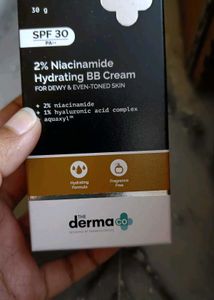 30 g
SPF 30
PA++
2% Niacinamide
Hydrating BB Cream
FOR DEWY & EVEN-TONED SKIN
+ 2% niacinamide
+ 1% hyaluronic acid complex
aquaxyl™
Hydrating
Formula
Fragrance
Free
THE
derma co